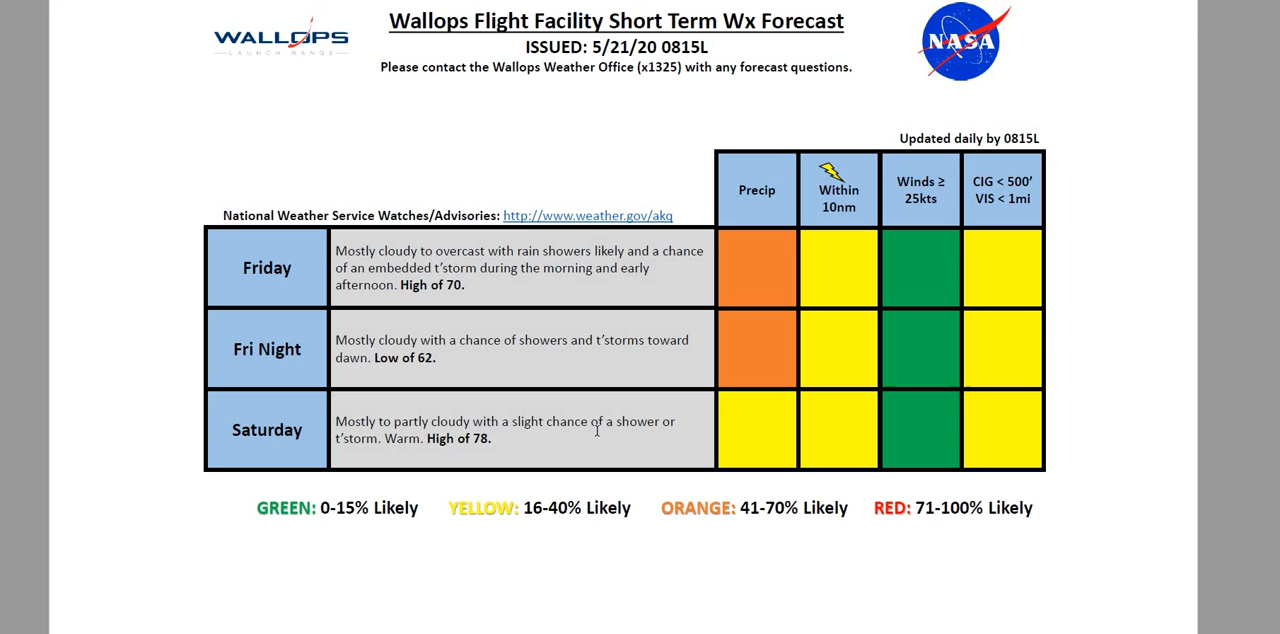 WALLOPS
LAUNCH RANGE
Wallops Flight Facility Short Term Wx Forecast
ISSUED: 5/21/20 0815L
Please contact the Wallops Weather Office (x1325) with any forecast questions.
NASA
Updated daily by 0815L
National Weather Service Watches/Advisories: http://www.weather.gov/akq
Precip
Within
10nm
Winds ≥
25kts
CIG < 500’
VIS < 1mi
Friday
Mostly cloudy to overcast with rain showers likely and a chance
of an embedded t’storm during the morning and early
afternoon. High of 70.
Fri Night
Mostly cloudy with a chance of showers and t’storms toward
dawn. Low of 62.
Saturday
Mostly to partly cloudy with a slight chance of a shower or
t’storm. Warm. High of 78.
GREEN: 0-15% Likely YELLOW: 16-40% Likely ORANGE: 41-70% Likely RED: 71-100% Likely